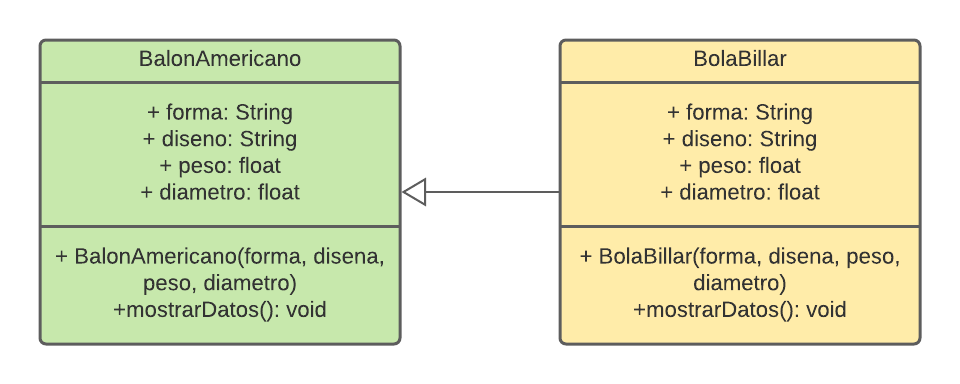 BalonAmericano
+ forma: String
+ diseno: String
+ peso: float
+ diametro: float
+ BalonAmericano(forma, disena,
peso, diametro)
+mostrarDatos(): void
BolaBillar
+ forma: String
+ diseno: String
+ peso: float
+ diametro: float
+ BolaBillar(forma, disena, peso,
diametro)
+mostrarDatos(): void